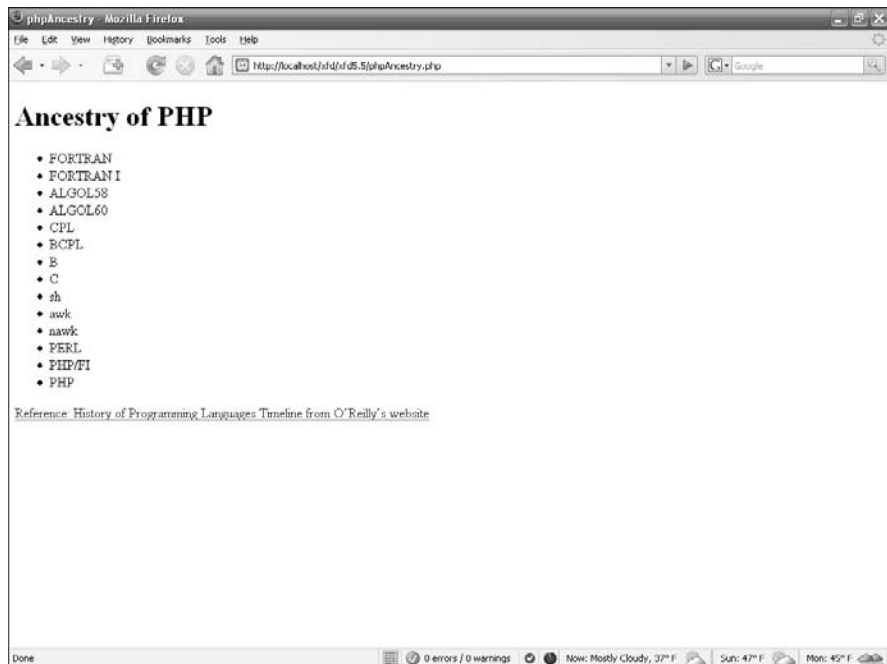 phpAncestry - Mozilla Firefox
File Edit View History Bookmarks Tools Help
http://localhost/xfd/xfd5.5/phpAncestry.php
G Google
Ancestry of PHP
• FORTRAN
• FORTRAN I
• ALGOL58
• ALGOL60
• CPL
• BCPL
• B
• C
• sh
• awk
• nawk
• PERL
• PHP/FI
• PHP
Reference: History of Programming Languages Timeline from O'Reilly's website
Done 0 errors / 0 warnings Now: Mostly Cloudy, 37° F Sun: 47° F Mon: 45° F